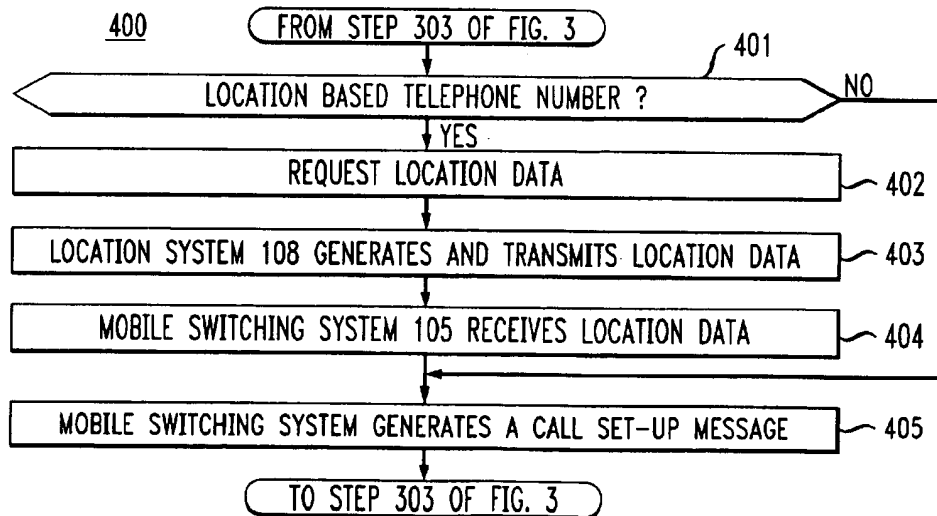 400
FROM STEP 303 OF FIG. 3
401
LOCATION BASED TELEPHONE NUMBER ?
NO
YES
REQUEST LOCATION DATA
402
LOCATION SYSTEM 108 GENERATES AND TRANSMITS LOCATION DATA
403
MOBILE SWITCHING SYSTEM 105 RECEIVES LOCATION DATA
404
MOBILE SWITCHING SYSTEM GENERATES A CALL SET-UP MESSAGE
405
TO STEP 303 OF FIG. 3